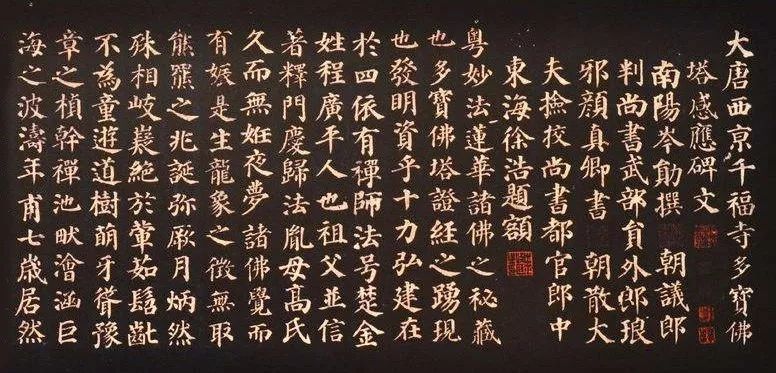 大唐西京千福寺多寶佛
塔感應碑文
南陽岑勛撰 朝議郎
判尚書武部貟外郎琅
邪顏真卿書 朝散大
夫撿挍尚書都官郎中
東海徐浩題額
粵妙法蓮華諸佛之秘藏
也多寶佛塔證經之踴現
也發明資乎十力弘建在
於四依有禪師法号楚金
姓程廣平人也祖父並信
著釋門慶歸法胤母高氏
久而無姙夜夢諸佛覺而
有娠是生龍象之徵無取
熊羆之兆誕弥厥月炳然
殊相岐嶷絕於葷茹髫齔
不為童遊道樹萌牙聳豫
章之楨幹禪池畎澮涵巨
海之波濤年甫七歲居然